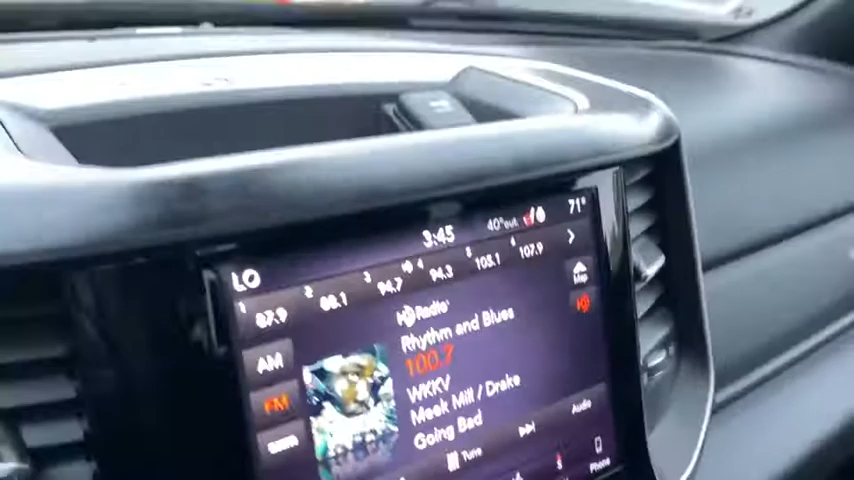 3:45 40°out 71°
LO
1 87.9 2 88.1 3 94.7 HD 4 94.3 5 105.1 6 107.9
Map
HD Radio
Rhythm and Blues
AM
100.7
FM
WKKV
Meek Mill / Drake
Going Bad
Audio
Tune
Phone